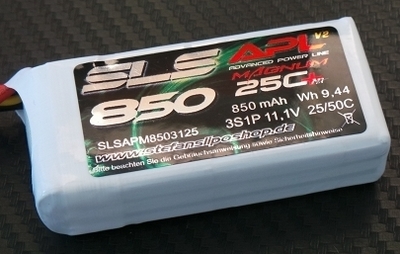 SLS APL V2
ADVANCED POWER LINE
MAGNUM
850 25C+
850 mAh Wh 9,44
3S1P 11,1V 25/50C
SLSAPM8503125
www.stefansliposhop.de
Bitte beachten Sie die Gebrauchsanweisung sowie Sicherheitshinweise